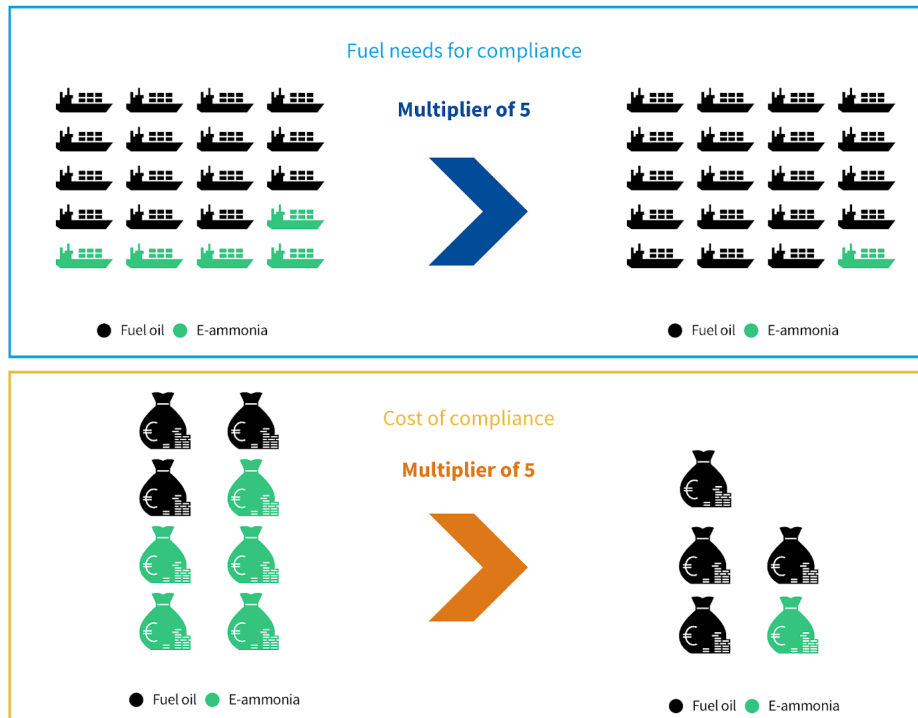 Fuel needs for compliance
Multiplier of 5
Fuel oil E-ammonia
Fuel oil E-ammonia
Cost of compliance
Multiplier of 5
Fuel oil E-ammonia
Fuel oil E-ammonia